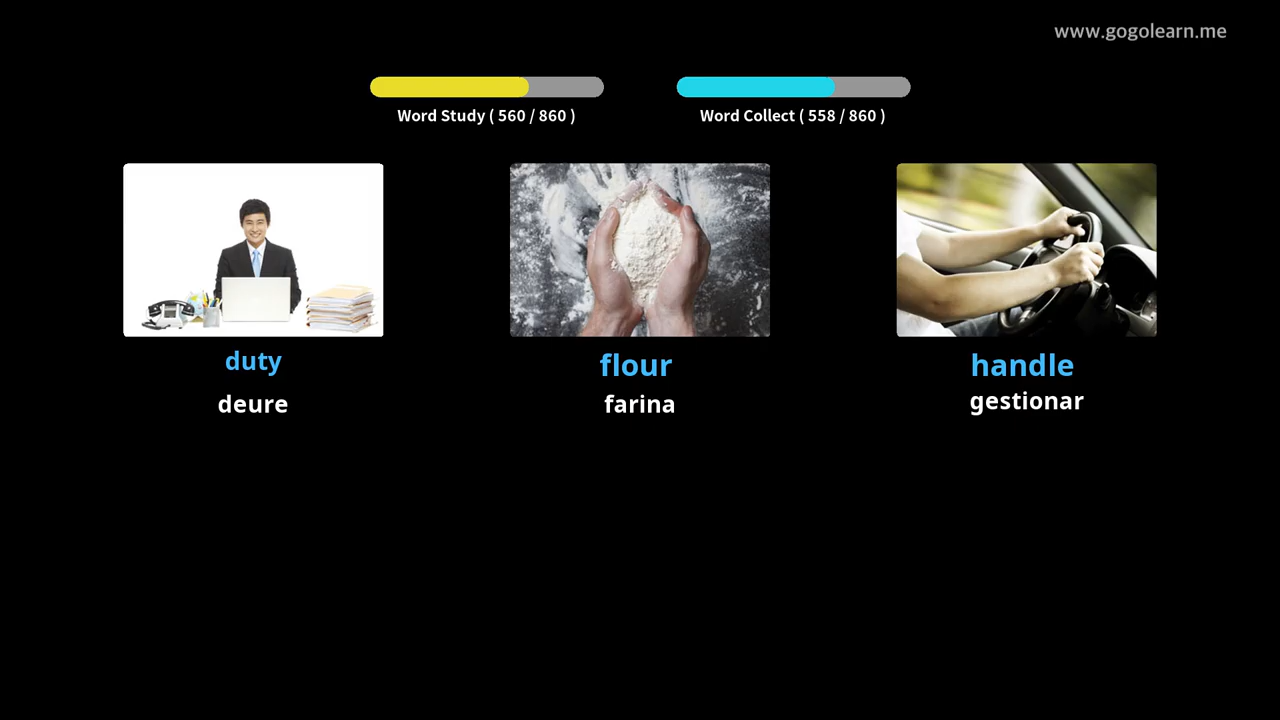 www.gogolearn.me
Word Study ( 560 / 860 )
Word Collect ( 558 / 860 )
duty
deure
flour
farina
handle
gestionar